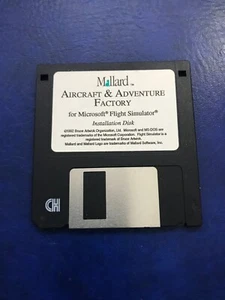 Mallard™
AIRCRAFT & ADVENTURE
FACTORY
for Microsoft® Flight Simulator®
Installation Disk
©1992 Bruce Artwick Organization, Ltd. Microsoft and MS-DOS are
registered trademarks of Microsoft Corporation. Flight Simulator is a
registered trademark of Bruce Artwick.
Mallard and Mallard Logo are trademarks of Mallard Software, Inc.